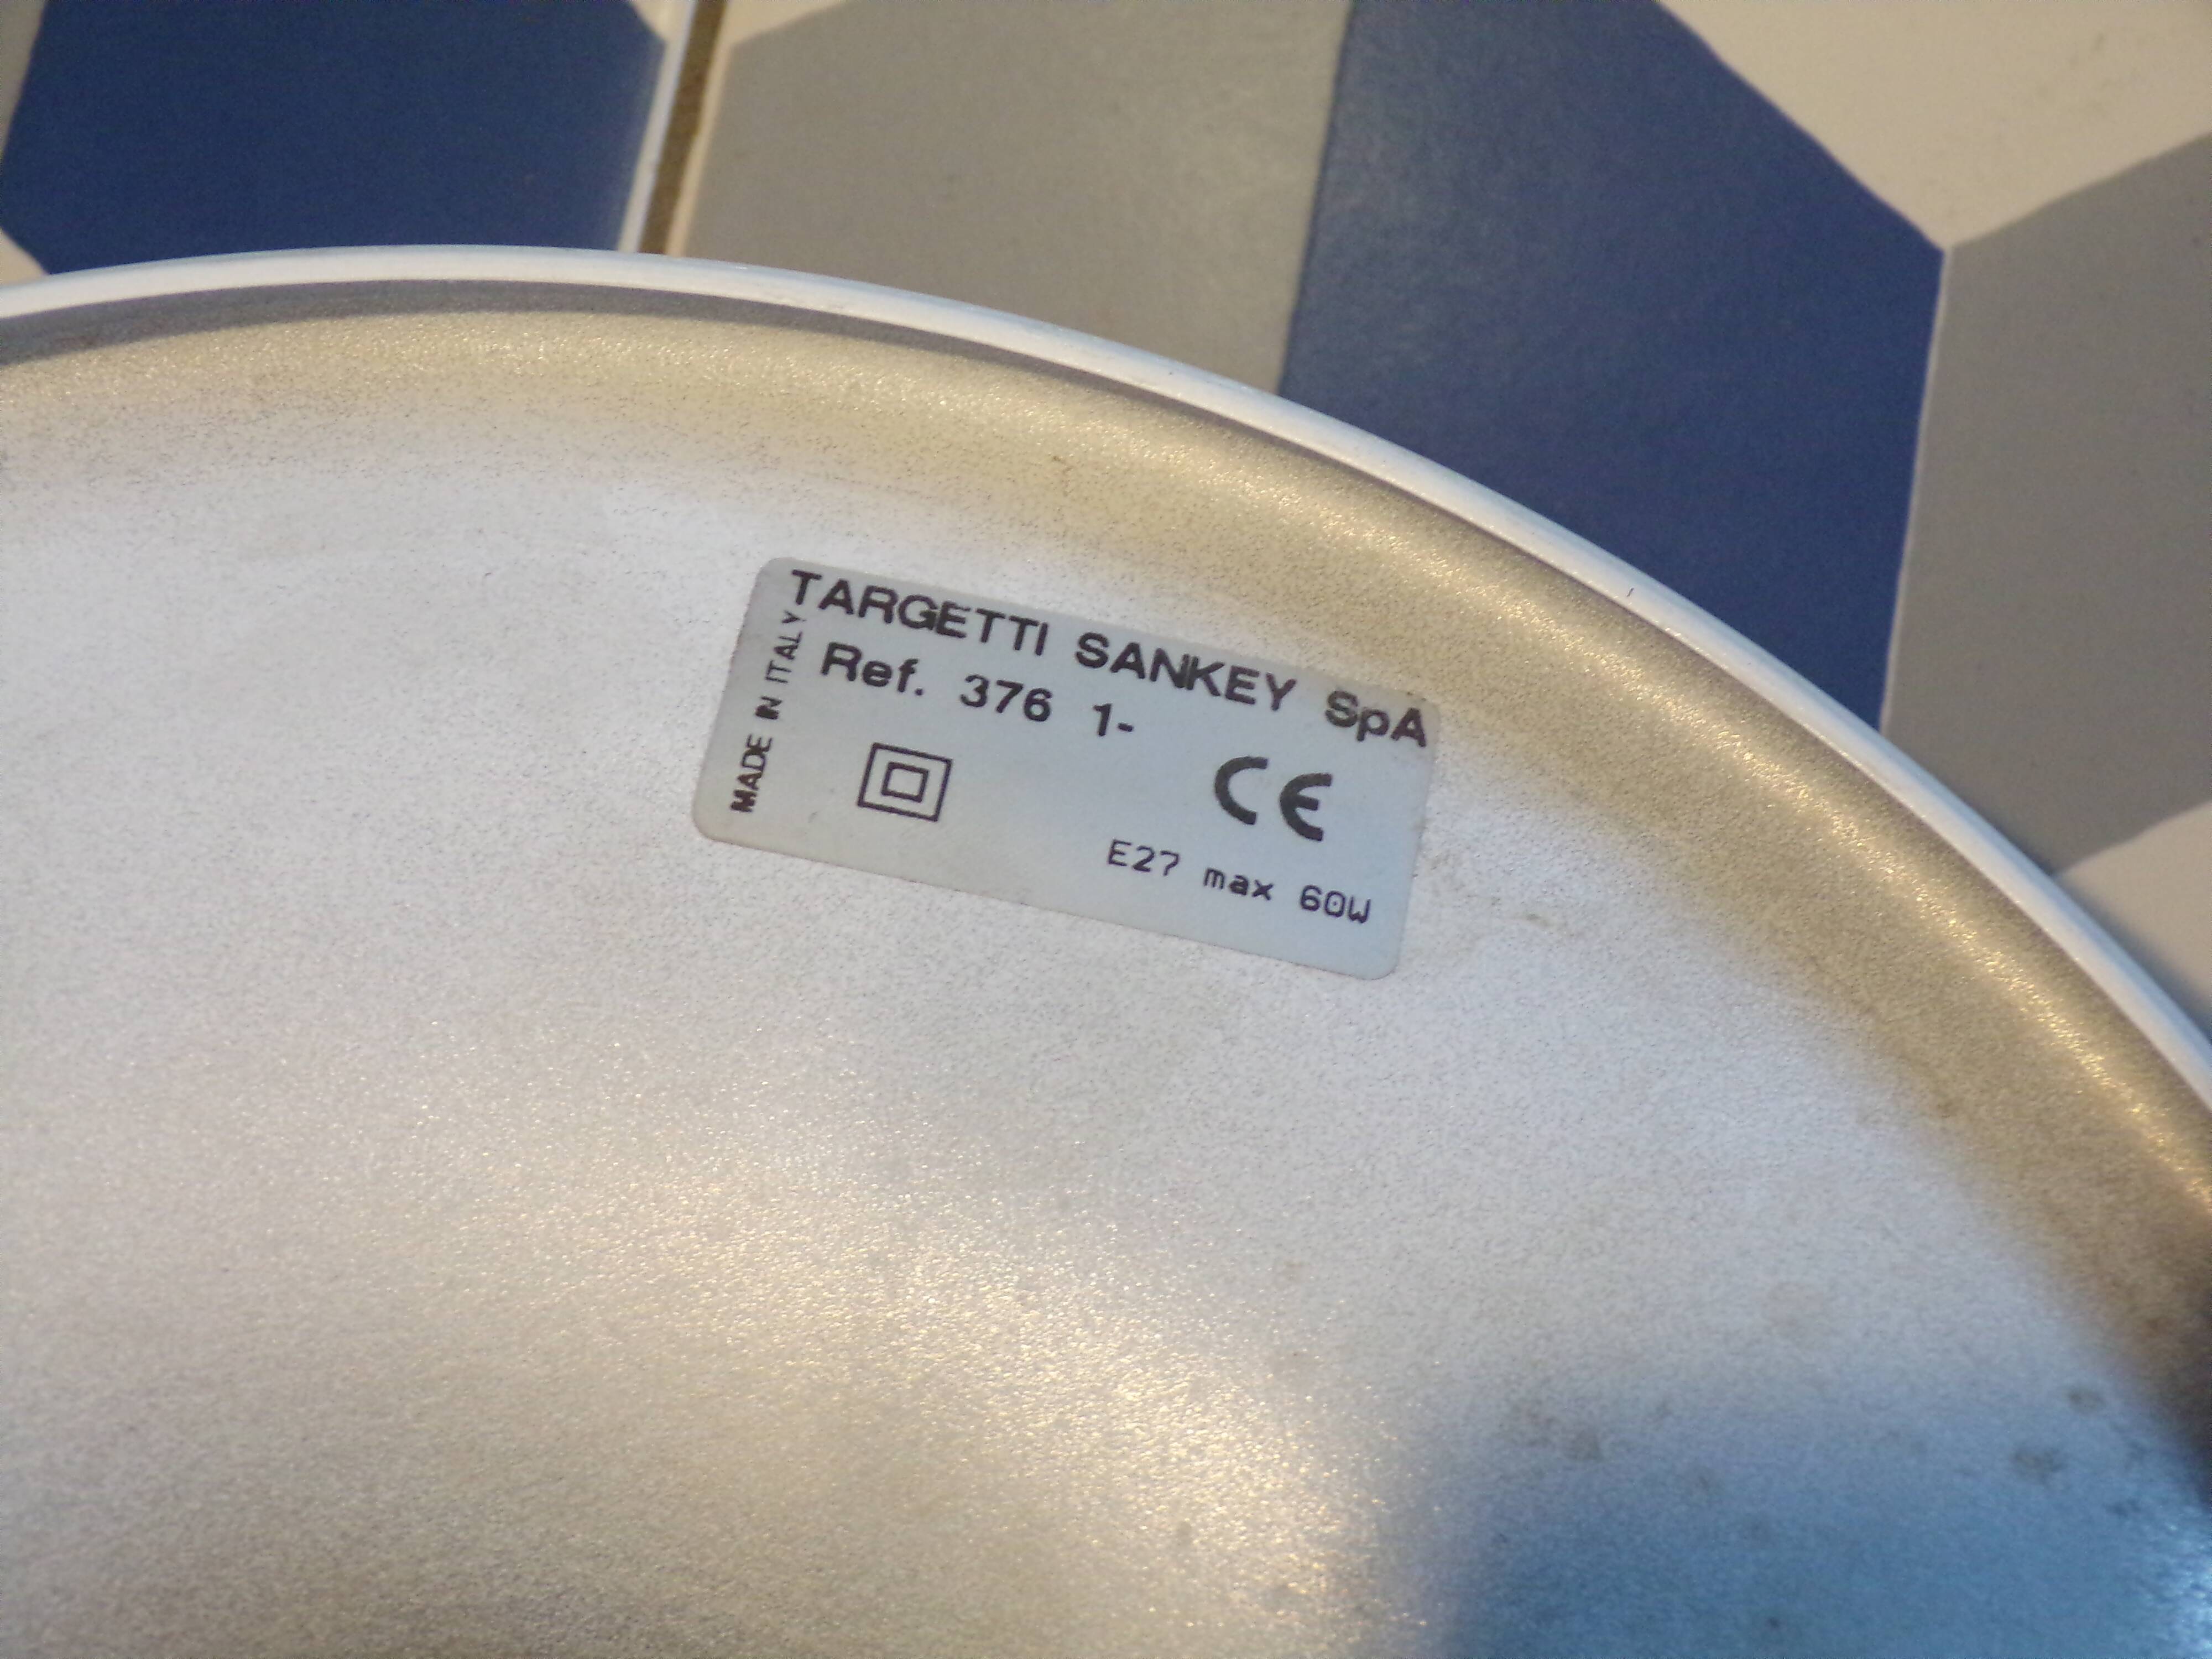 TARGETTI SANKEY SpA
MADE IN ITALY
Ref. 376 1-
CE
E27 max 60W